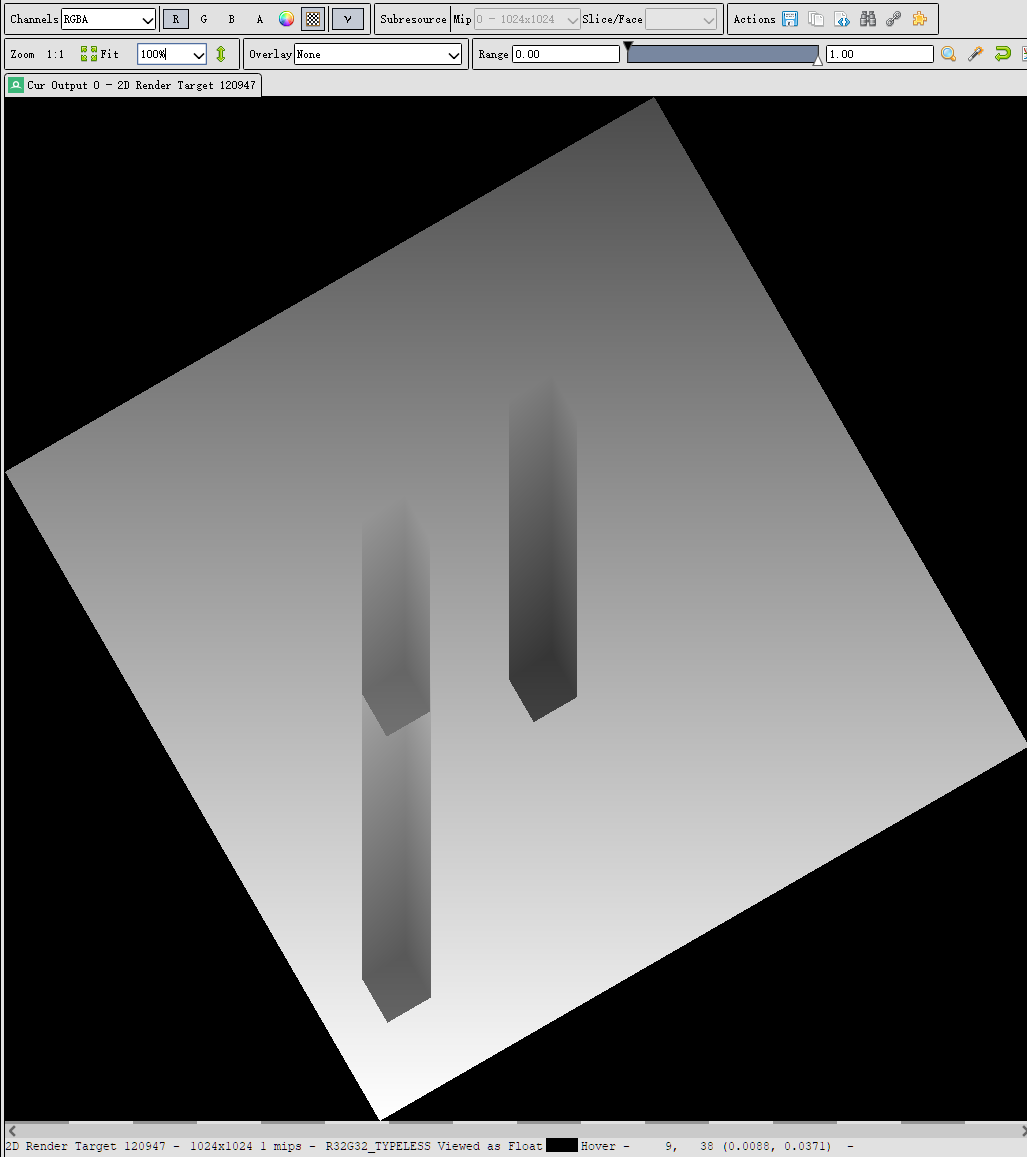 Channels RGBA R G B A γ Subresource Mip 0 - 1024x1024 Slice/Face Actions
Zoom 1:1 Fit 100% Overlay None Range 0.00 1.00
Cur Output 0 - 2D Render Target 120947
2D Render Target 120947 - 1024x1024 1 mips - R32G32_TYPELESS Viewed as Float Hover - 9, 38 (0.0088, 0.0371) -